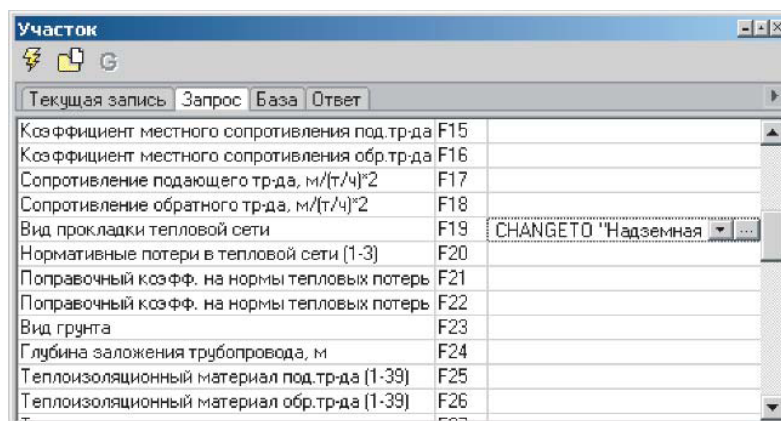 Участок
G
Текущая запись Запрос База Ответ
Коэффициент местного сопротивления под.тр-да F15
Коэффициент местного сопротивления обр.тр-да F16
Сопротивление подающего тр-да, м/(т/ч)*2 F17
Сопротивление обратного тр-да, м/(т/ч)*2 F18
Вид прокладки тепловой сети F19 CHANGETO "Надземная ...
Нормативные потери в тепловой сети (1-3) F20
Поправочный коэфф. на нормы тепловых потерь F21
Поправочный коэфф. на нормы тепловых потерь F22
Вид грунта F23
Глубина заложения трубопровода, м F24
Теплоизоляционный материал под.тр-да (1-39) F25
Теплоизоляционный материал обр.тр-да (1-39) F26